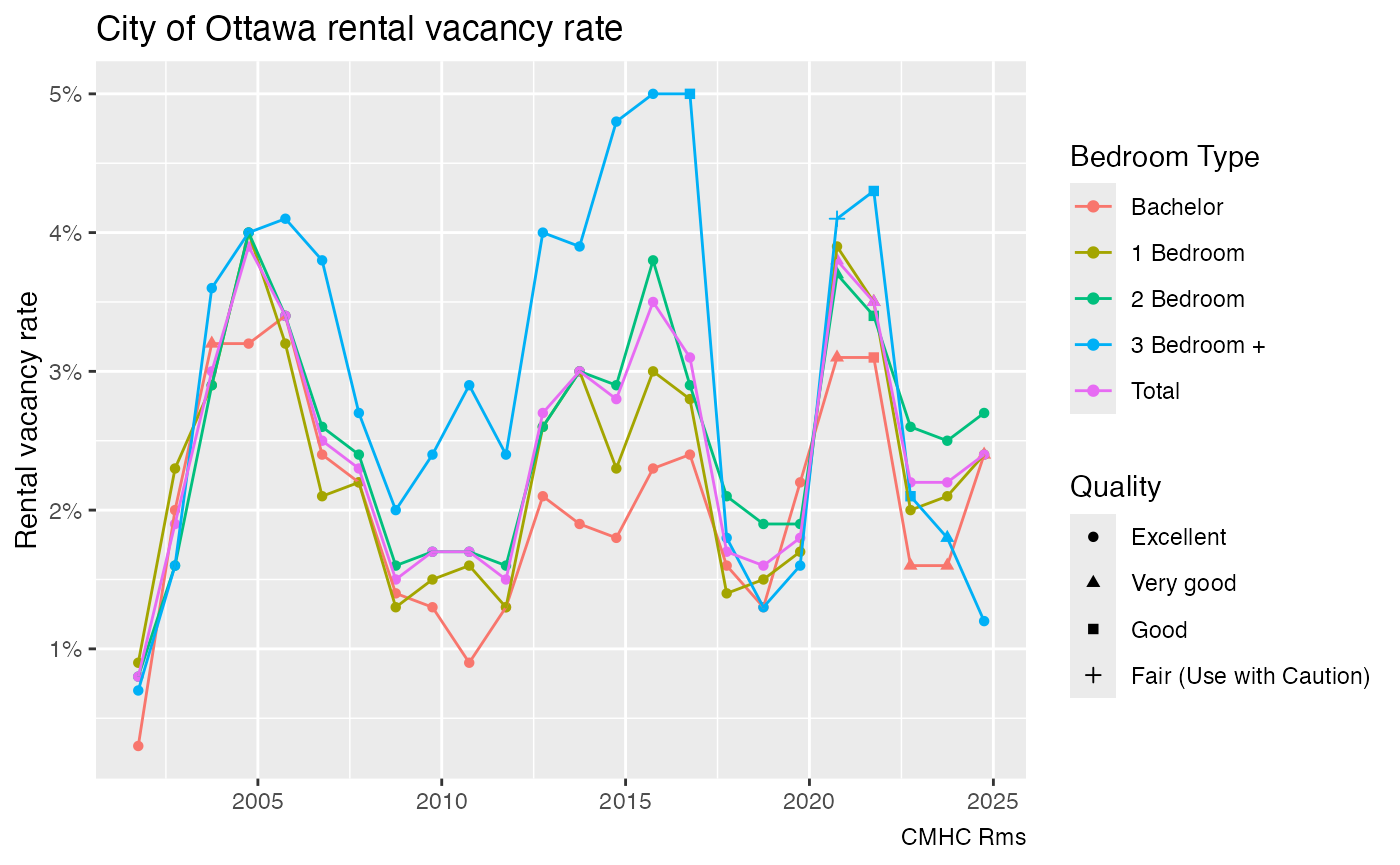 City of Ottawa rental vacancy rate
Rental vacancy rate
5%
4%
3%
2%
1%
2005
2010
2015
2020
2025
CMHC Rms
Bedroom Type
Bachelor
1 Bedroom
2 Bedroom
3 Bedroom +
Total
Quality
Excellent
Very good
Good
Fair (Use with Caution)